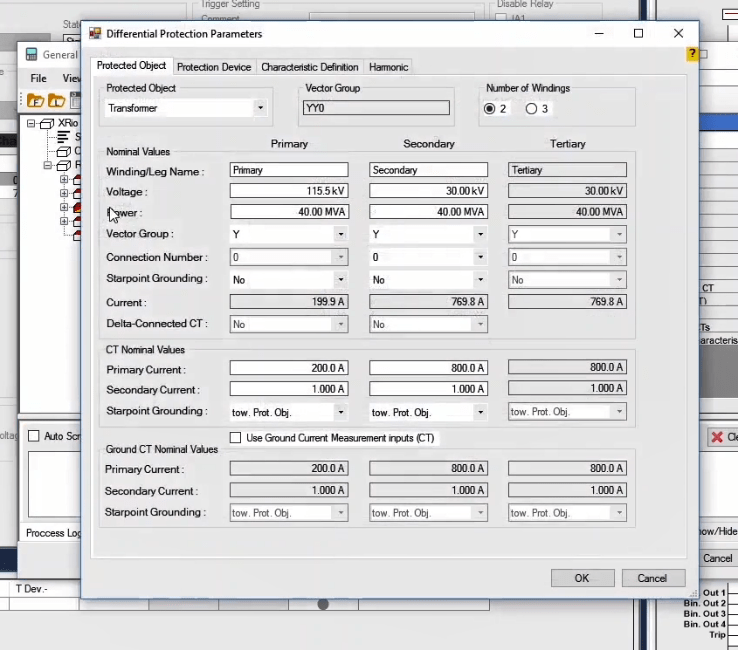 Trigger Setting
Disable Relay
State
Comment
IA1
Differential Protection Parameters
General
?
File View
Protected Object
Protection Device
Characteristic Definition
Harmonic
Protected Object
Vector Group
Number of Windings
Transformer
YY0
2
3
XRio
Primary
Secondary
Tertiary
Nominal Values
Winding/Leg Name :
Primary
Secondary
Tertiary
Voltage :
115.5 kV
30.00 kV
30.00 kV
Power :
40.00 MVA
40.00 MVA
40.00 MVA
Vector Group :
Y
Y
Y
Connection Number :
0
0
0
Starpoint Grounding :
No
No
No
CT
Current :
199.9 A
769.8 A
769.8 A
Delta-Connected CT :
No
No
CTs
CT Nominal Values
Primary Current :
200.0 A
800.0 A
800.0 A
Secondary Current :
1.000 A
1.000 A
1.000 A
Starpoint Grounding :
tow. Prot. Obj.
tow. Prot. Obj.
tow. Prot. Obj.
Auto Scr
Use Ground Current Measurement inputs (CT)
Ground CT Nominal Values
Primary Current :
200.0 A
800.0 A
800.0 A
Secondary Current :
1.000 A
1.000 A
1.000 A
Starpoint Grounding :
tow. Prot. Obj.
tow. Prot. Obj.
tow. Prot. Obj.
Proccess Log
ow/Hide
Cancel
OK
Cancel
T Dev.-
Out 1
Bin. Out 2
Bin. Out 3
Bin. Out 4
Trip